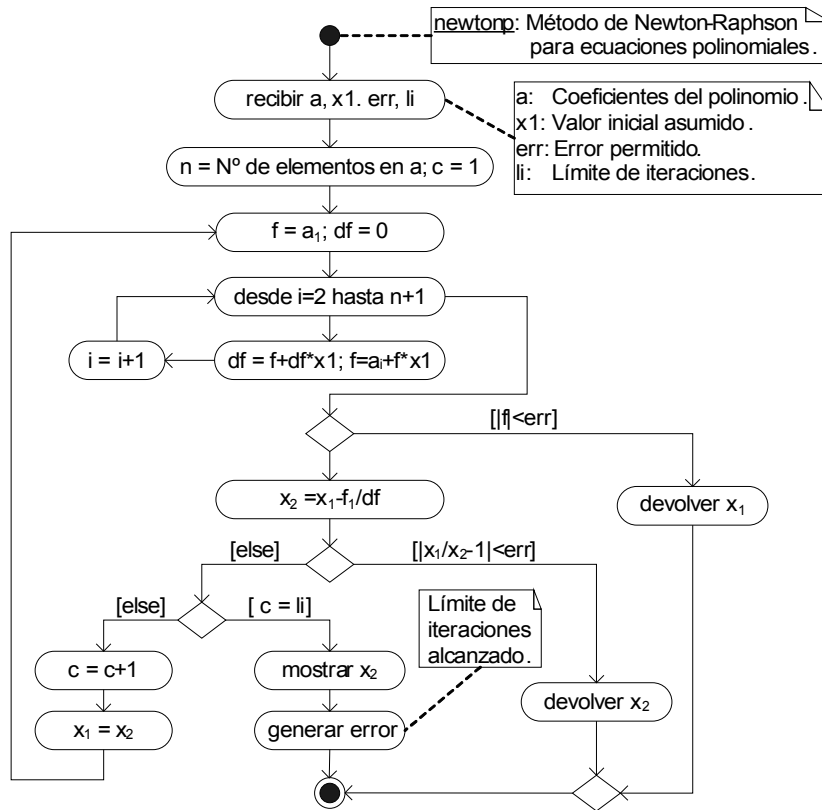 newtonp: Método de Newton-Raphson
para ecuaciones polinomiales.
recibir a, x1. err, li
a: Coeficientes del polinomio.
x1: Valor inicial asumido.
err: Error permitido.
li: Límite de iteraciones.
n = Nº de elementos en a; c = 1
f = a₁; df = 0
desde i=2 hasta n+1
i = i+1
df = f+df*x1; f=aᵢ+f*x1
[|f|<err]
x₂ =x₁-f₁/df
devolver x₁
[else]
[|x₁/x₂-1|<err]
[else]
[ c = li]
Límite de
iteraciones
alcanzado.
c = c+1
mostrar x₂
devolver x₂
x₁ = x₂
generar error